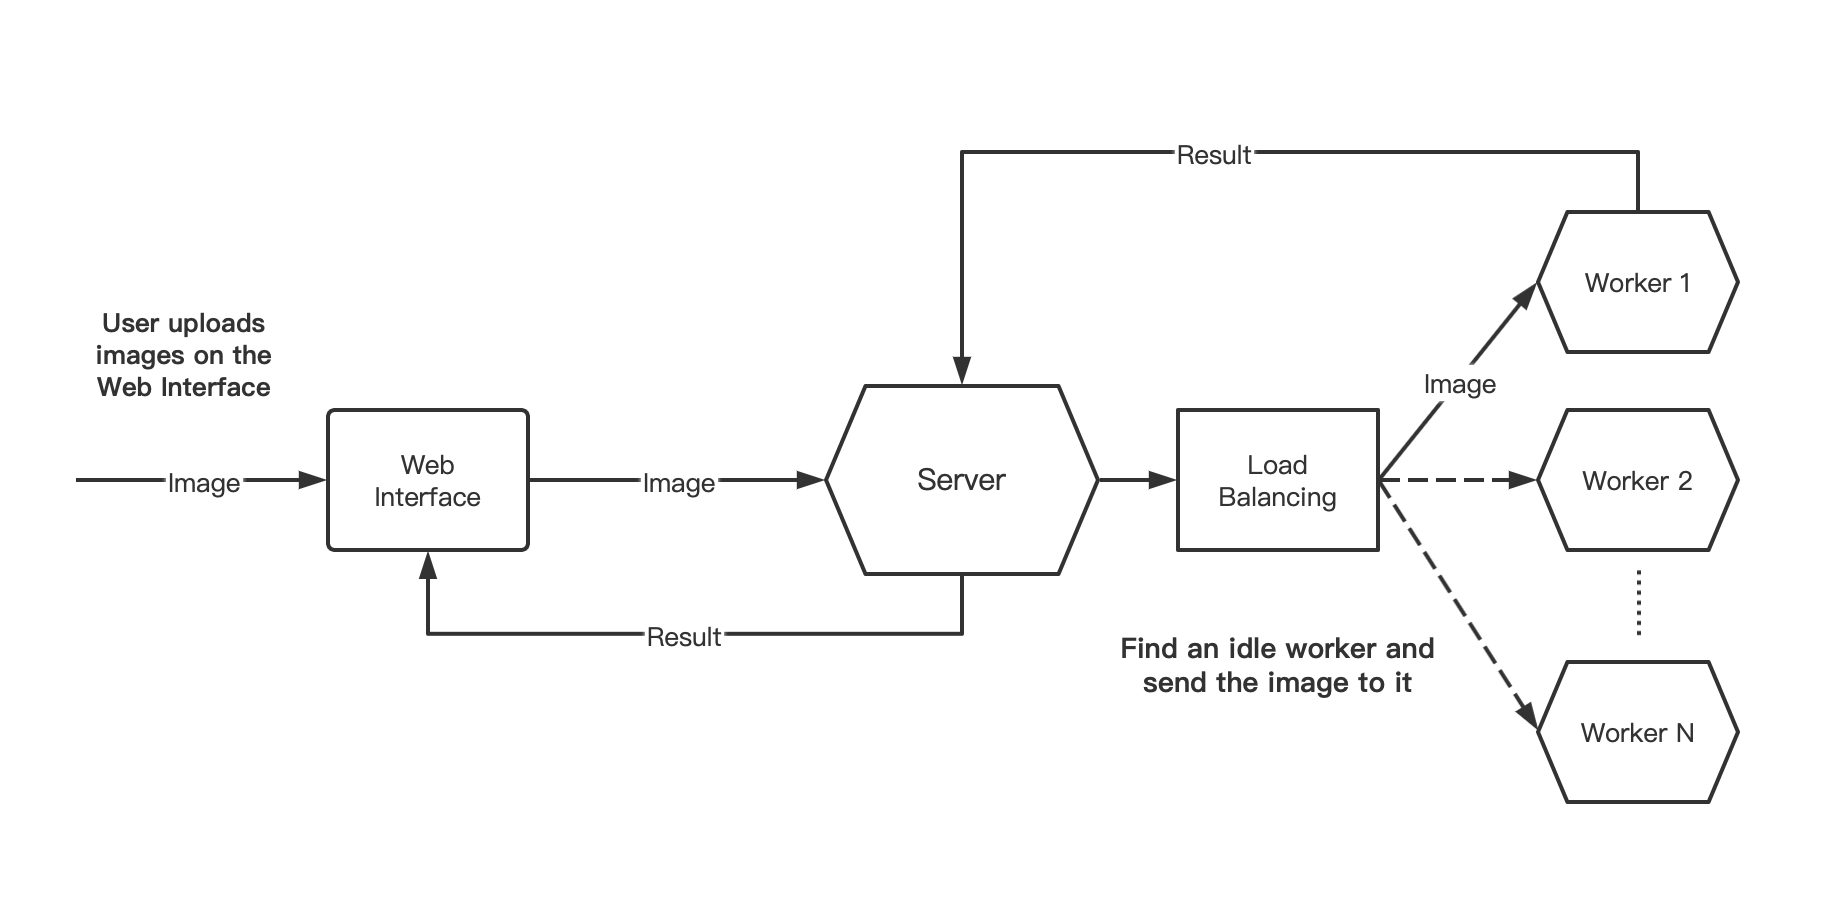 Result
Worker 1
User uploads
images on the
Web Interface
Image
Image
Web
Interface
Image
Server
Load
Balancing
Worker 2
Result
Find an idle worker and
send the image to it
Worker N